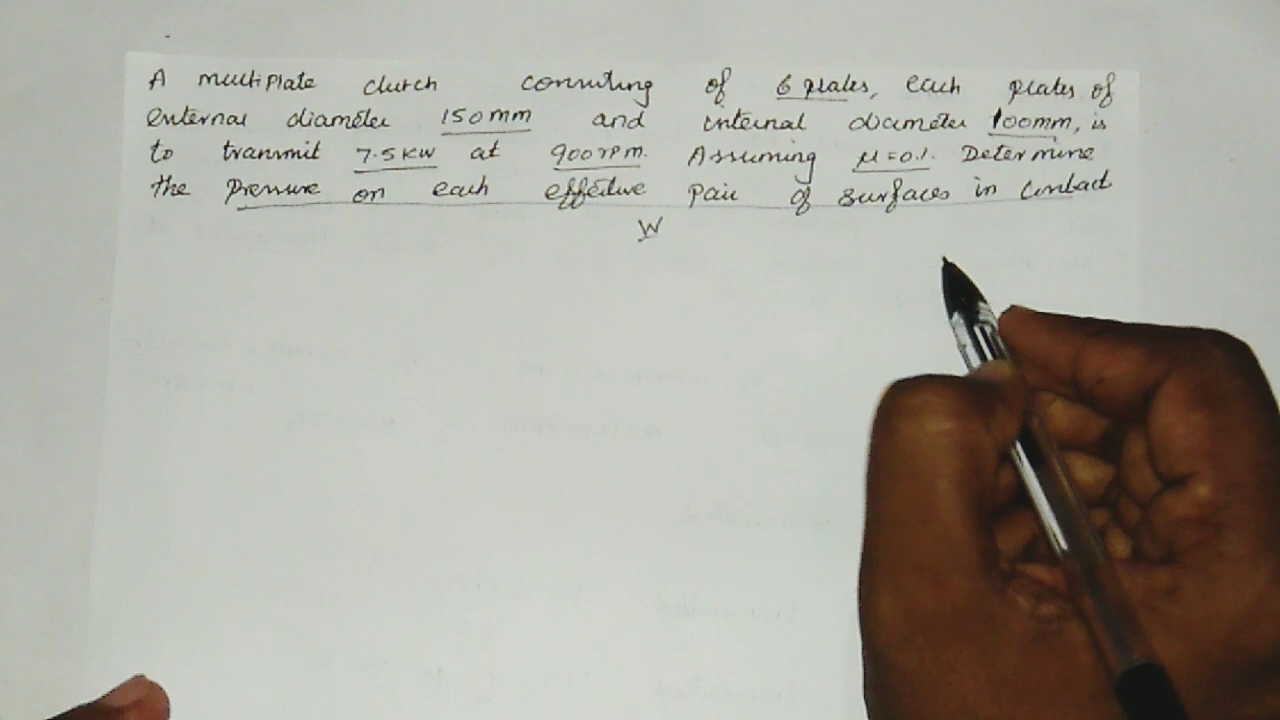 A multiplate clutch consisting of 6 plates, each plates of
external diameter 150mm and internal diameter 100mm, is
to transmit 7.5KW at 900rpm. Assuming μ=0.1. Determine
the Pressure on each effective pair of surfaces in Contact
W